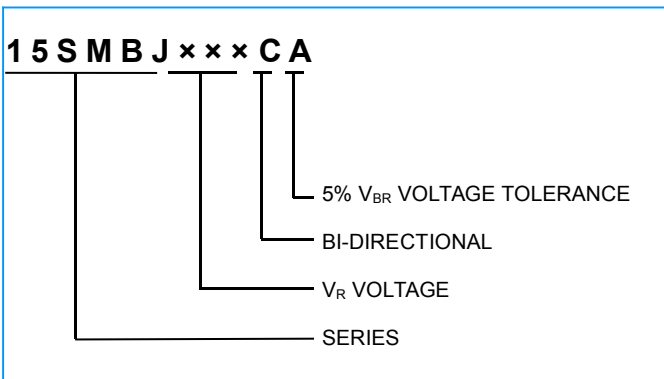 15SMBJ×××CA
5% VBR VOLTAGE TOLERANCE
BI-DIRECTIONAL
VR VOLTAGE
SERIES